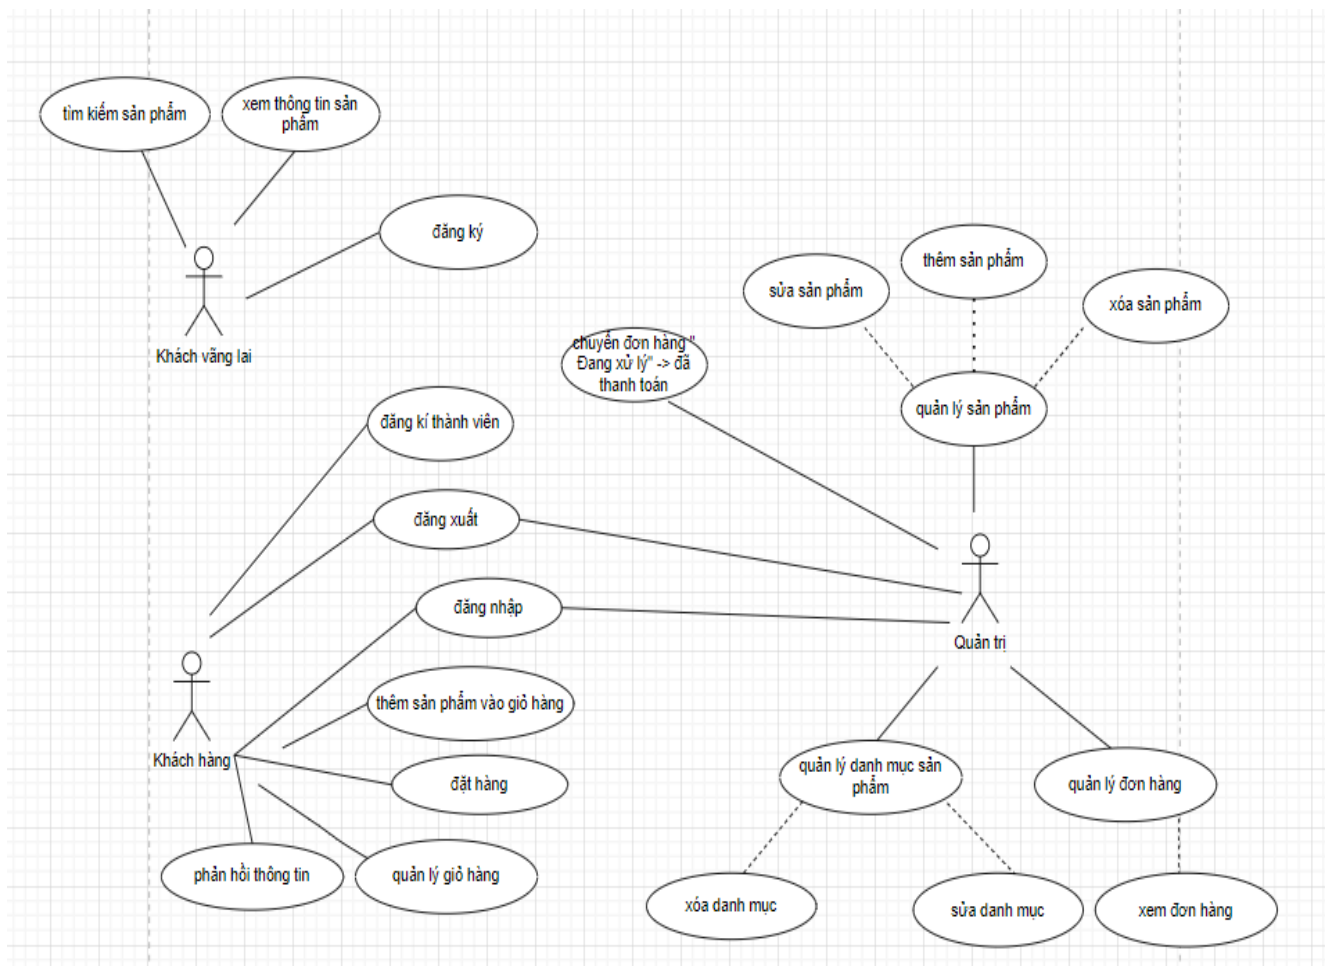 tìm kiếm sản phẩm
xem thông tin sản
phẩm
đăng ký
Khách vãng lai
thêm sản phẩm
sửa sản phẩm
xóa sản phẩm
chuyển đơn hàng "
Đang xử lý" -> đã
thanh toán
quản lý sản phẩm
đăng kí thành viên
đăng xuất
đăng nhập
Quản trị
thêm sản phẩm vào giỏ hàng
Khách hàng
đặt hàng
quản lý danh mục sản
phẩm
quản lý đơn hàng
phản hồi thông tin
quản lý giỏ hàng
xóa danh mục
sửa danh mục
xem đơn hàng